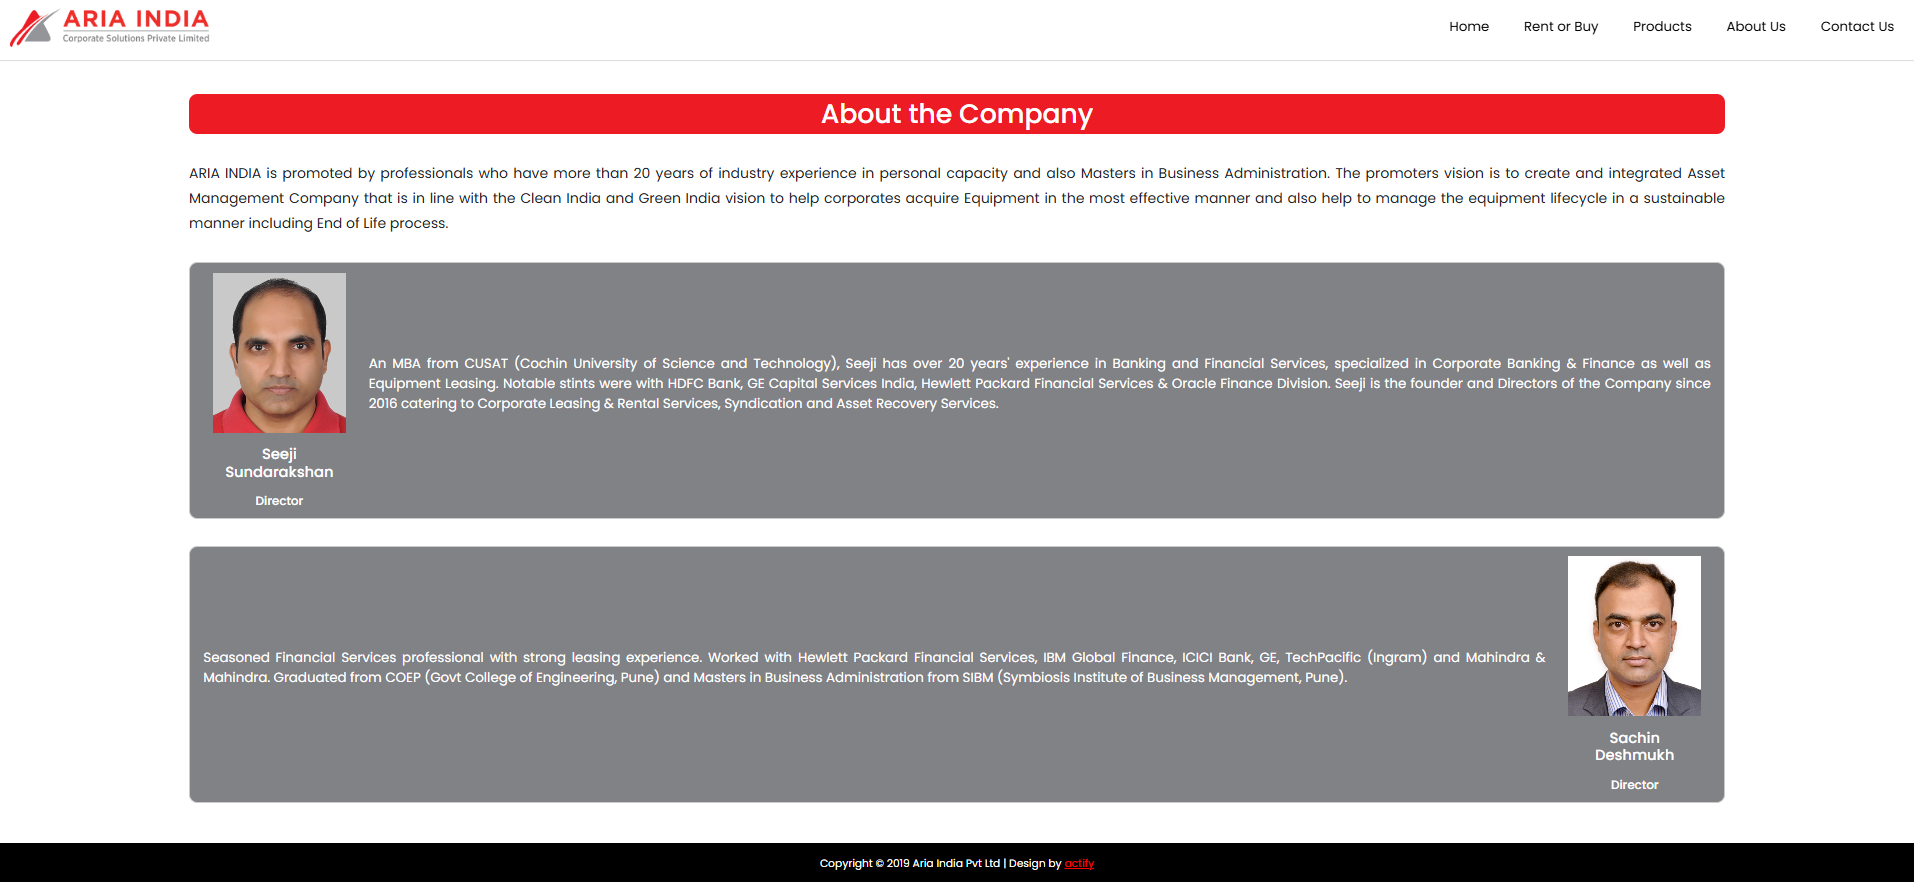 ARIA INDIA
Corporate Solutions Private Limited
Home
Rent or Buy
Products
About Us
Contact Us
About the Company
ARIA INDIA is promoted by professionals who have more than 20 years of industry experience in personal capacity and also Masters in Business Administration. The promoters vision is to create and integrated Asset
Management Company that is in line with the Clean India and Green India vision to help corporates acquire Equipment in the most effective manner and also help to manage the equipment lifecycle in a sustainable
manner including End of Life process.
An MBA from CUSAT (Cochin University of Science and Technology), Seeji has over 20 years' experience in Banking and Financial Services, specialized in Corporate Banking & Finance as well as
Equipment Leasing. Notable stints were with HDFC Bank, GE Capital Services India, Hewlett Packard Financial Services & Oracle Finance Division. Seeji is the founder and Directors of the Company since
2016 catering to Corporate Leasing & Rental Services, Syndication and Asset Recovery Services.
Seeji
Sundarakshan
Director
Seasoned Financial Services professional with strong leasing experience. Worked with Hewlett Packard Financial Services, IBM Global Finance, ICICI Bank, GE, TechPacific (Ingram) and Mahindra &
Mahindra. Graduated from COEP (Govt College of Engineering, Pune) and Masters in Business Administration from SIBM (Symbiosis Institute of Business Management, Pune).
Sachin
Deshmukh
Director
Copyright © 2019 Aria India Pvt Ltd | Design by actify